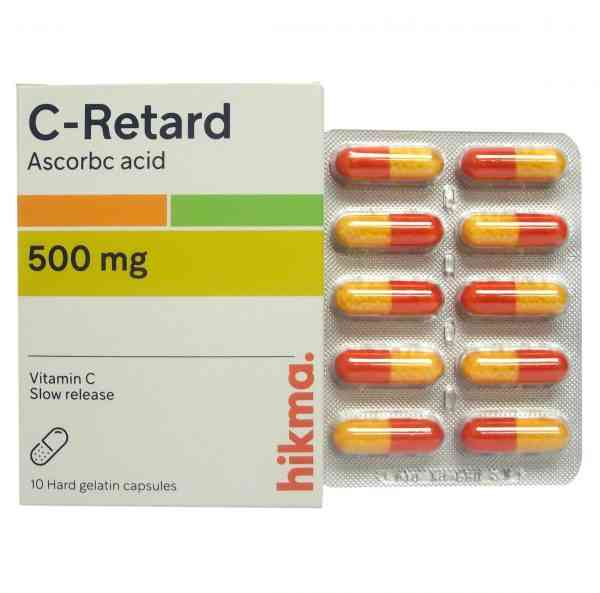 C-Retard
Ascorbc acid
500 mg
Vitamin C
Slow release
10 Hard gelatin capsules
hikma.